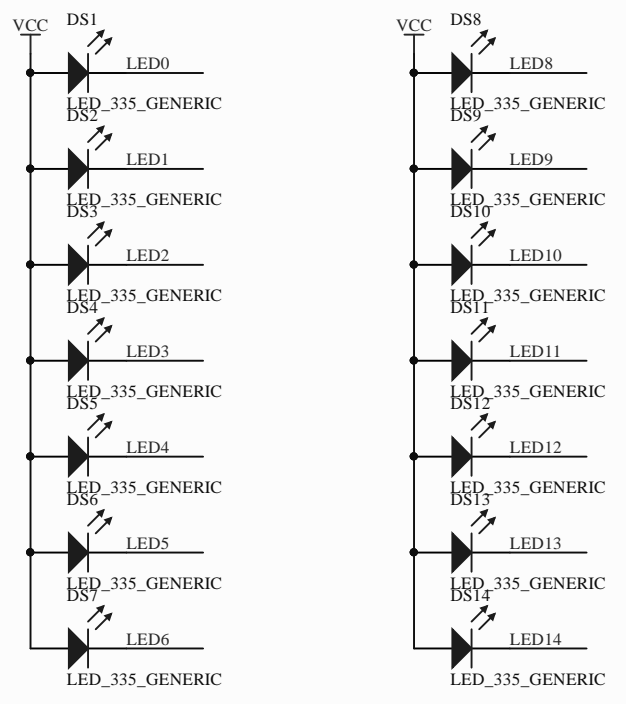 VCC
DS1
LED0
LED_335_GENERIC
DS2
LED1
LED_335_GENERIC
DS3
LED2
LED_335_GENERIC
DS4
LED3
LED_335_GENERIC
DS5
LED4
LED_335_GENERIC
DS6
LED5
LED_335_GENERIC
DS7
LED6
LED_335_GENERIC
VCC
DS8
LED8
LED_335_GENERIC
DS9
LED9
LED_335_GENERIC
DS10
LED10
LED_335_GENERIC
DS11
LED11
LED_335_GENERIC
DS12
LED12
LED_335_GENERIC
DS13
LED13
LED_335_GENERIC
DS14
LED14
LED_335_GENERIC